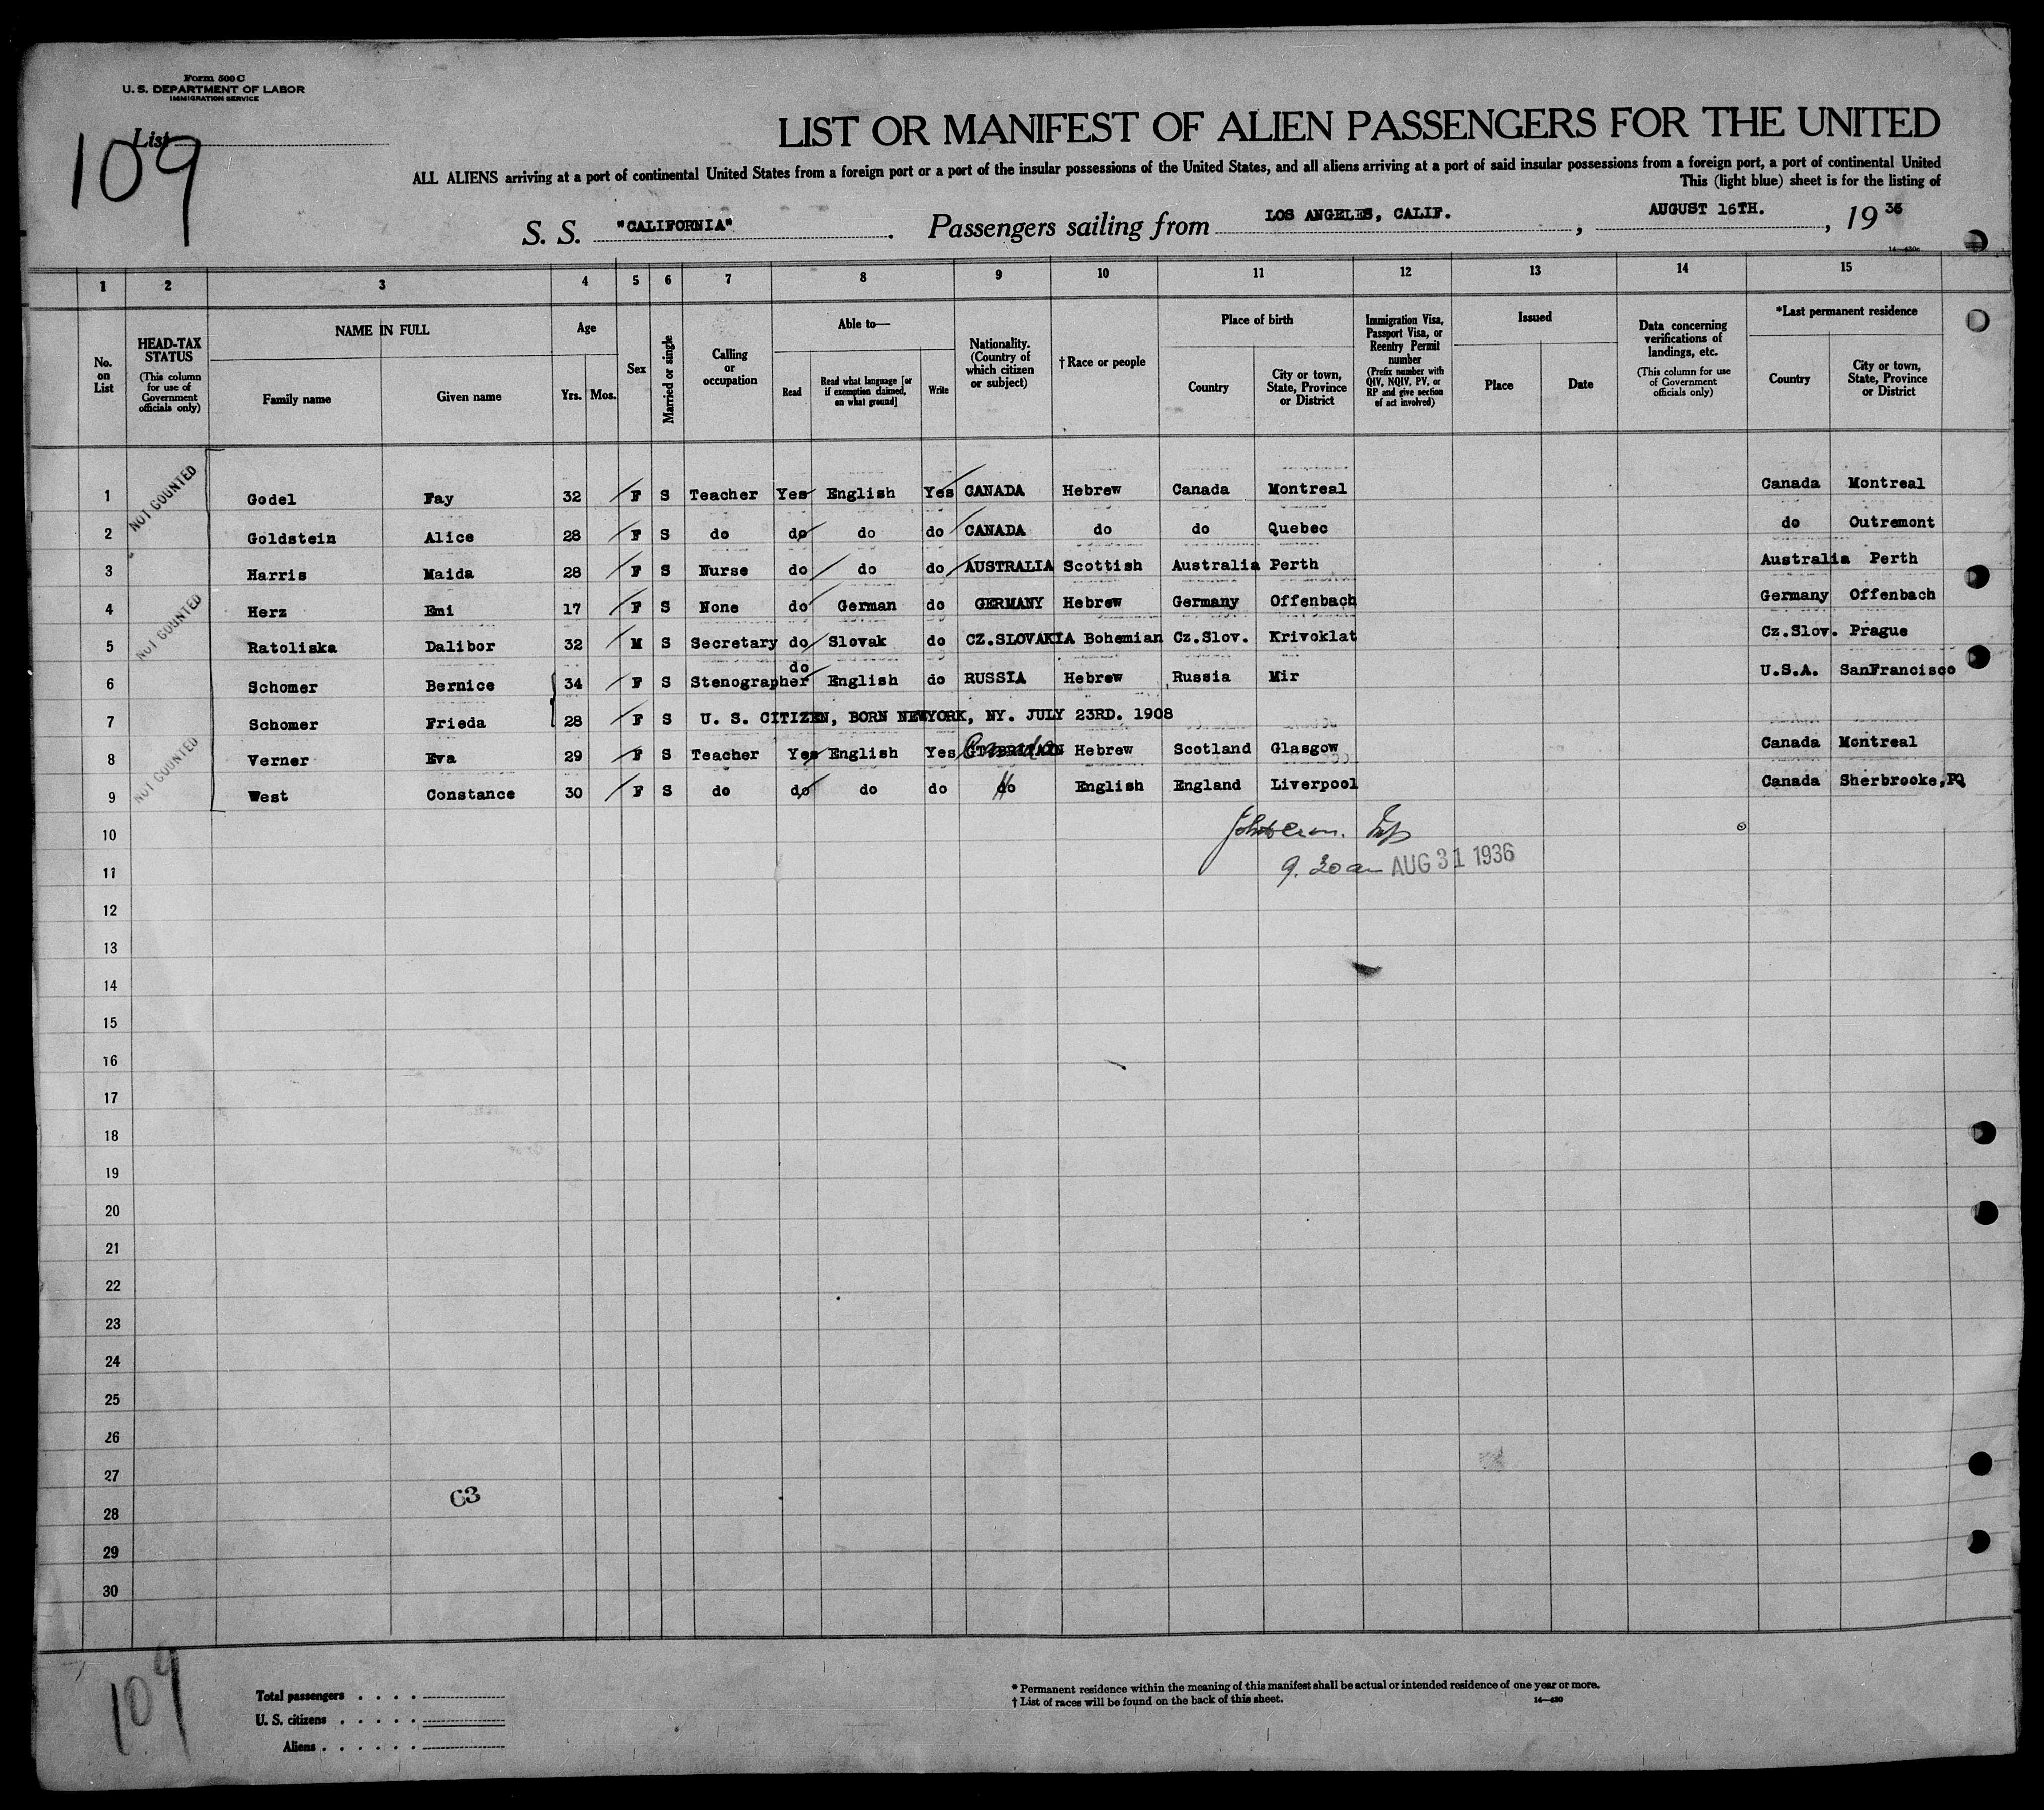 Form 500 C
U. S. DEPARTMENT OF LABOR
IMMIGRATION SERVICE
List
109
LIST OR MANIFEST OF ALIEN PASSENGERS FOR THE UNITED
ALL ALIENS arriving at a port of continental United States from a foreign port or a port of the insular possessions of the United States, and all aliens arriving at a port of said insular possessions from a foreign port, a port of continental United
This (light blue) sheet is for the listing of
S. S. "CALIFORNIA" . Passengers sailing from LOS ANGELES, CALIF. , AUGUST 16TH. , 19 36
14—430c
1 2 3 4 5 6 7 8 9 10 11 12 13 14 15
No. on List
HEAD-TAX STATUS (This column for use of Government officials only)
NAME IN FULL
Family name Given name
Age
Yrs. Mos.
Sex
Married or single
Calling or occupation
Able to—
Read Read what language [or if exemption claimed, on what ground] Write
Nationality. (Country of which citizen or subject)
† Race or people
Place of birth
Country City or town, State, Province or District
Immigration Visa, Passport Visa, or Reentry Permit number (Prefix number with QIV, NQIV, PV, or RP and give section of act involved)
Issued
Place Date
Data concerning verifications of landings, etc. (This column for use of Government officials only)
*Last permanent residence
Country City or town, State, Province or District
1 NOT COUNTED Godel Fay 32 F S Teacher Yes English Yes CANADA Hebrew Canada Montreal Canada Montreal
2 Goldstein Alice 28 F S do do do do CANADA do do Quebec do Outremont
3 Harris Maida 28 F S Nurse do do do AUSTRALIA Scottish Australia Perth Australia Perth
4 NOT COUNTED Herz Emi 17 F S None do German do GERMANY Hebrew Germany Offenbach Germany Offenbach
5 Ratoliska Dalibor 32 M S Secretary do Slovak do CZ.SLOVAKIA Bohemian Cz.Slov. Krivoklat Cz.Slov. Prague
6 Schomer Bernice 34 F S Stenographer do English do RUSSIA Hebrew Russia Mir U.S.A. SanFrancisco
7 Schomer Frieda 28 F S U. S. CITIZEN, BORN NEWYORK, NY. JULY 23RD. 1908
8 NOT COUNTED Verner Eva 29 F S Teacher Yes English Yes GT.BRITAIN Canada Hebrew Scotland Glasgow Canada Montreal
9 West Constance 30 F S do do do do do English England Liverpool Canada Sherbrooke,PQ
10
11 9.30 am AUG 31 1936
12
13
14
15
16
17
18
19
20
21
22
23
24
25
26
27
C3
28
29
30
109
Total passengers . . . .
U. S. citizens . . . . .
Aliens . . . . . .
* Permanent residence within the meaning of this manifest shall be actual or intended residence of one year or more.
† List of races will be found on the back of this sheet.
14—430